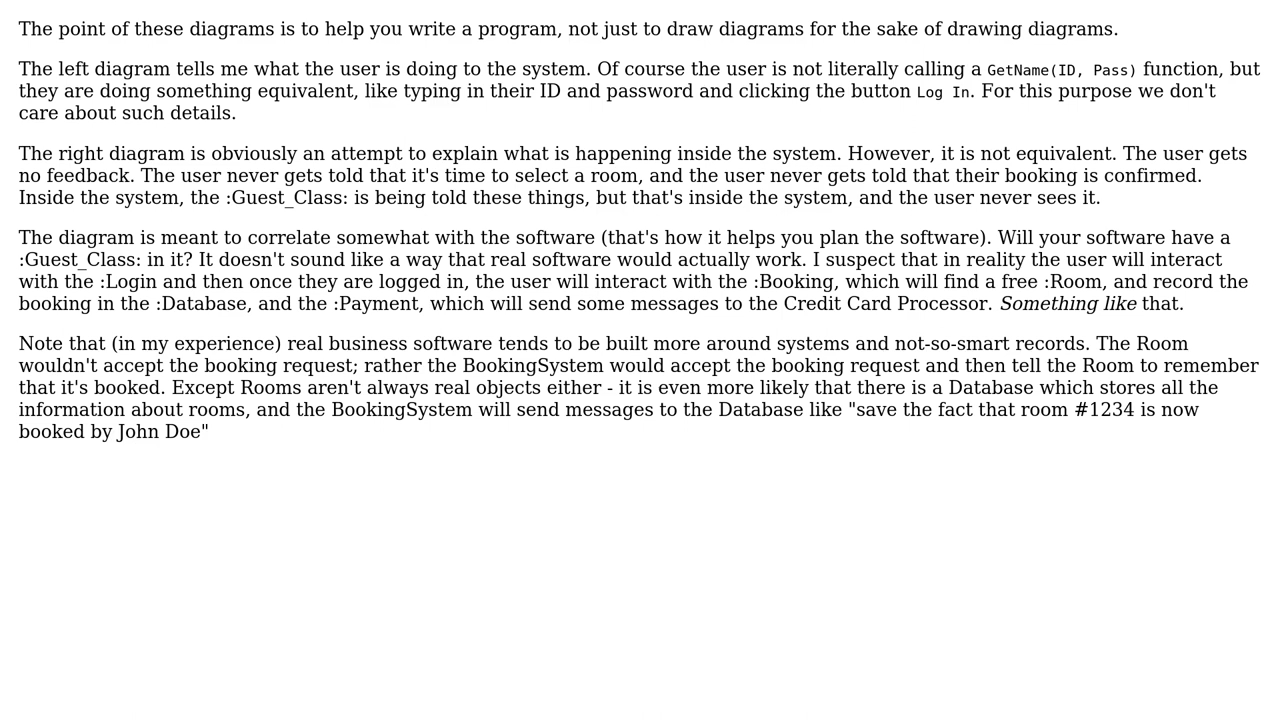 The point of these diagrams is to help you write a program, not just to draw diagrams for the sake of drawing diagrams.
The left diagram tells me what the user is doing to the system. Of course the user is not literally calling a GetName(ID, Pass) function, but
they are doing something equivalent, like typing in their ID and password and clicking the button Log In. For this purpose we don't
care about such details.
The right diagram is obviously an attempt to explain what is happening inside the system. However, it is not equivalent. The user gets
no feedback. The user never gets told that it's time to select a room, and the user never gets told that their booking is confirmed.
Inside the system, the :Guest_Class: is being told these things, but that's inside the system, and the user never sees it.
The diagram is meant to correlate somewhat with the software (that's how it helps you plan the software). Will your software have a
:Guest_Class: in it? It doesn't sound like a way that real software would actually work. I suspect that in reality the user will interact
with the :Login and then once they are logged in, the user will interact with the :Booking, which will find a free :Room, and record the
booking in the :Database, and the :Payment, which will send some messages to the Credit Card Processor. Something like that.
Note that (in my experience) real business software tends to be built more around systems and not-so-smart records. The Room
wouldn't accept the booking request; rather the BookingSystem would accept the booking request and then tell the Room to remember
that it's booked. Except Rooms aren't always real objects either - it is even more likely that there is a Database which stores all the
information about rooms, and the BookingSystem will send messages to the Database like "save the fact that room #1234 is now
booked by John Doe"